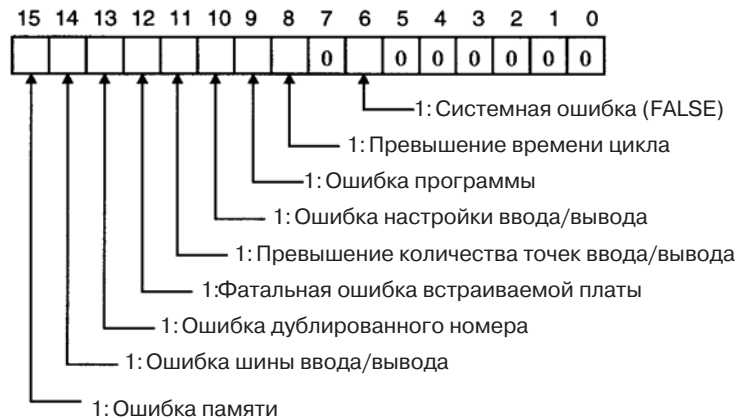 15 14 13 12 11 10 9 8 7 6 5 4 3 2 1 0
0 0 0 0 0 0 0
1: Системная ошибка (FALSE)
1: Превышение времени цикла
1: Ошибка программы
1: Ошибка настройки ввода/вывода
1: Превышение количества точек ввода/вывода
1:Фатальная ошибка встраиваемой платы
1: Ошибка дублированного номера
1: Ошибка шины ввода/вывода
1: Ошибка памяти